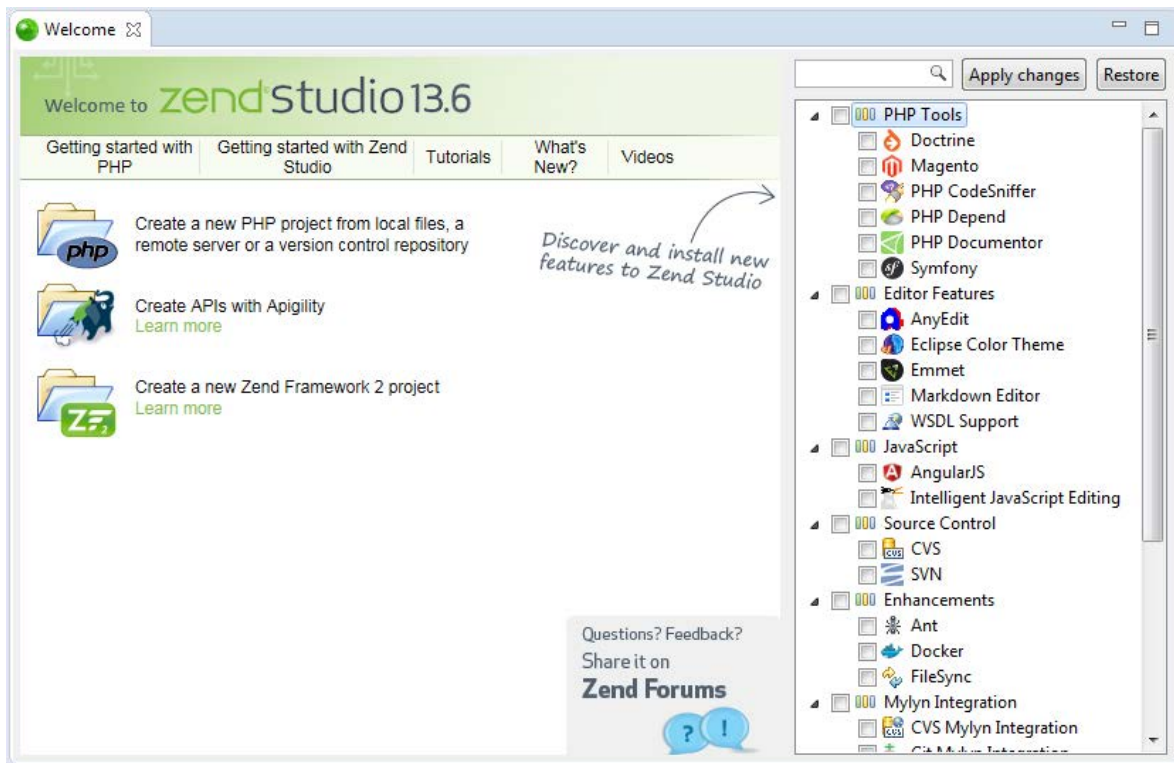 Welcome
Welcome to zend studio 13.6
Getting started with PHP
Getting started with Zend Studio
Tutorials
What's New?
Videos
Create a new PHP project from local files, a
remote server or a version control repository
Create APIs with Apigility
Learn more
Create a new Zend Framework 2 project
Learn more
Discover and install new
features to Zend Studio
Questions? Feedback?
Share it on
Zend Forums
Apply changes
Restore
PHP Tools
Doctrine
Magento
PHP CodeSniffer
PHP Depend
PHP Documentor
Symfony
Editor Features
AnyEdit
Eclipse Color Theme
Emmet
Markdown Editor
WSDL Support
JavaScript
AngularJS
Intelligent JavaScript Editing
Source Control
CVS
SVN
Enhancements
Ant
Docker
FileSync
Mylyn Integration
CVS Mylyn Integration
Git Mylyn Integration